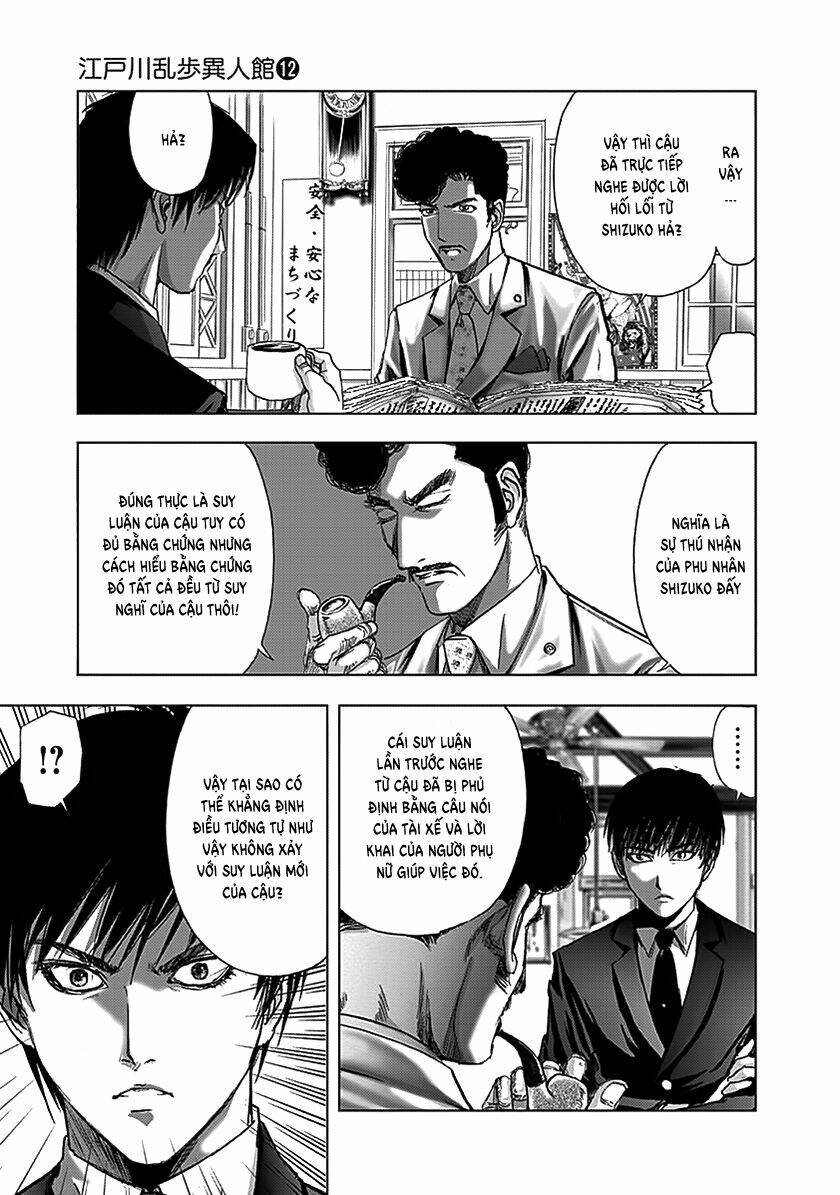 江戸川乱歩異人館⓬
RA
VẬY
...
VẬY THÌ CẬU
ĐÃ TRỰC TIẾP
NGHE ĐƯỢC LỜI
HỐI LỖI TỪ
SHIZUKO HẢ?
HẢ?
安全・安心な
まちづくり
NGHĨA LÀ
SỰ THÚ NHẬN
CỦA PHU NHÂN
SHIZUKO ĐẤY
ĐÚNG THỰC LÀ SUY
LUẬN CỦA CẬU TUY CÓ
ĐỦ BẰNG CHỨNG NHƯNG
CÁCH HIỂU BẰNG CHỨNG
ĐÓ TẤT CẢ ĐỀU TỪ SUY
NGHĨ CỦA CẬU THÔI!
......
CÁI SUY LUẬN
LẦN TRƯỚC NGHE
TỪ CẬU ĐÃ BỊ PHỦ
ĐỊNH BẰNG CÂU NÓI
CỦA TÀI XẾ VÀ LỜI
KHAI CỦA NGƯỜI PHỤ
NỮ GIÚP VIỆC ĐÓ.
VẬY TẠI SAO CÓ
THỂ KHẲNG ĐỊNH
ĐIỀU TƯƠNG TỰ NHƯ
VẬY KHÔNG XẢY
VỚI SUY LUẬN MỚI
CỦA CẬU?
!?